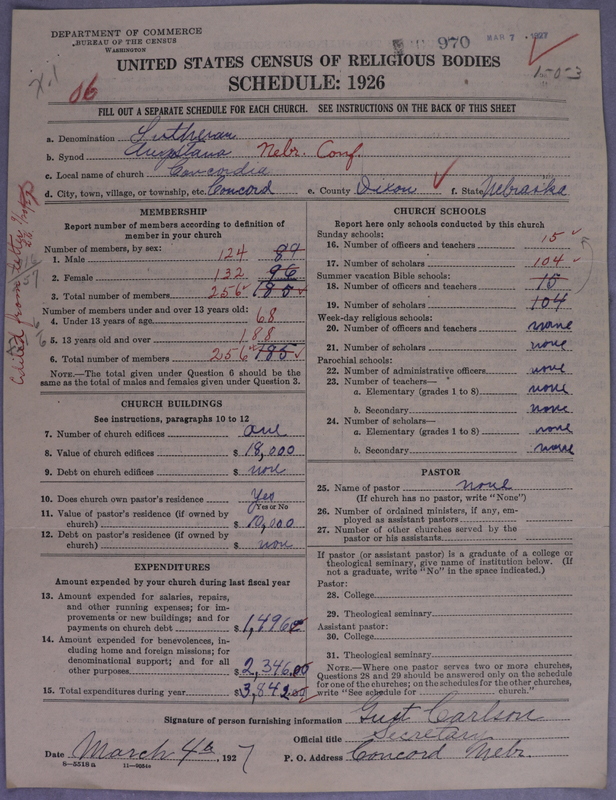 DEPARTMENT OF COMMERCE
BUREAU OF THE CENSUS
WASHINGTON
970
MAR 7 1927
UNITED STATES CENSUS OF RELIGIOUS BODIES
SCHEDULE: 1926
1-5053
06
FILL OUT A SEPARATE SCHEDULE FOR EACH CHURCH. SEE INSTRUCTIONS ON THE BACK OF THIS SHEET
a. Denomination Lutheran
b. Synod Augustana Nebr. Conf.
c. Local name of church Concordia
d. City, town, village, or township, etc. Concord e. County Dixon f. State Nebraska
MEMBERSHIP
Report number of members according to definition of member in your church
Number of members, by sex:
1. Male 124 89
2. Female 132 96
3. Total number of members 256 185
Number of members under and over 13 years old:
4. Under 13 years of age 68
5. 13 years old and over 188
6. Total number of members 256 185
NOTE.—The total given under Question 6 should be the same as the total of males and females given under Question 3.
CHURCH BUILDINGS
See instructions, paragraphs 10 to 12
7. Number of church edifices one
8. Value of church edifices $ 18,000
9. Debt on church edifices $ none
10. Does church own pastor's residence Yes
Yes or No
11. Value of pastor's residence (if owned by church) $ 10,000
12. Debt on pastor's residence (if owned by church) $ non
EXPENDITURES
Amount expended by your church during last fiscal year
13. Amount expended for salaries, repairs, and other running expenses; for improvements or new buildings; and for payments on church debt $ 1,496
14. Amount expended for benevolences, including home and foreign missions; for denominational support; and for all other purposes $ 2,346.00
15. Total expenditures during year $ 3,842.00
CHURCH SCHOOLS
Report here only schools conducted by this church
Sunday schools:
16. Number of officers and teachers 15
17. Number of scholars 104
Summer vacation Bible schools:
18. Number of officers and teachers 15
19. Number of scholars 104
Week-day religious schools:
20. Number of officers and teachers none
21. Number of scholars none
Parochial schools:
22. Number of administrative officers none
23. Number of teachers—
a. Elementary (grades 1 to 8) none
b. Secondary none
24. Number of scholars—
a. Elementary (grades 1 to 8) none
b. Secondary none
PASTOR
25. Name of pastor none
(If church has no pastor, write "None")
26. Number of ordained ministers, if any, employed as assistant pastors
27. Number of other churches served by the pastor or his assistants
If pastor (or assistant pastor) is a graduate of a college or theological seminary, give name of institution below. (If not a graduate, write "No" in the space indicated.)
Pastor:
28. College
29. Theological seminary
Assistant pastor:
30. College
31. Theological seminary
NOTE.—Where one pastor serves two or more churches, Questions 28 and 29 should be answered only on the schedule for one of the churches; on the schedules for the other churches, write "See schedule for church."
Signature of person furnishing information Gust Carlson
Official title Secretary
Date March 4th, 1927 P. O. Address Concord Nebr.
8—5518a 11—9034a